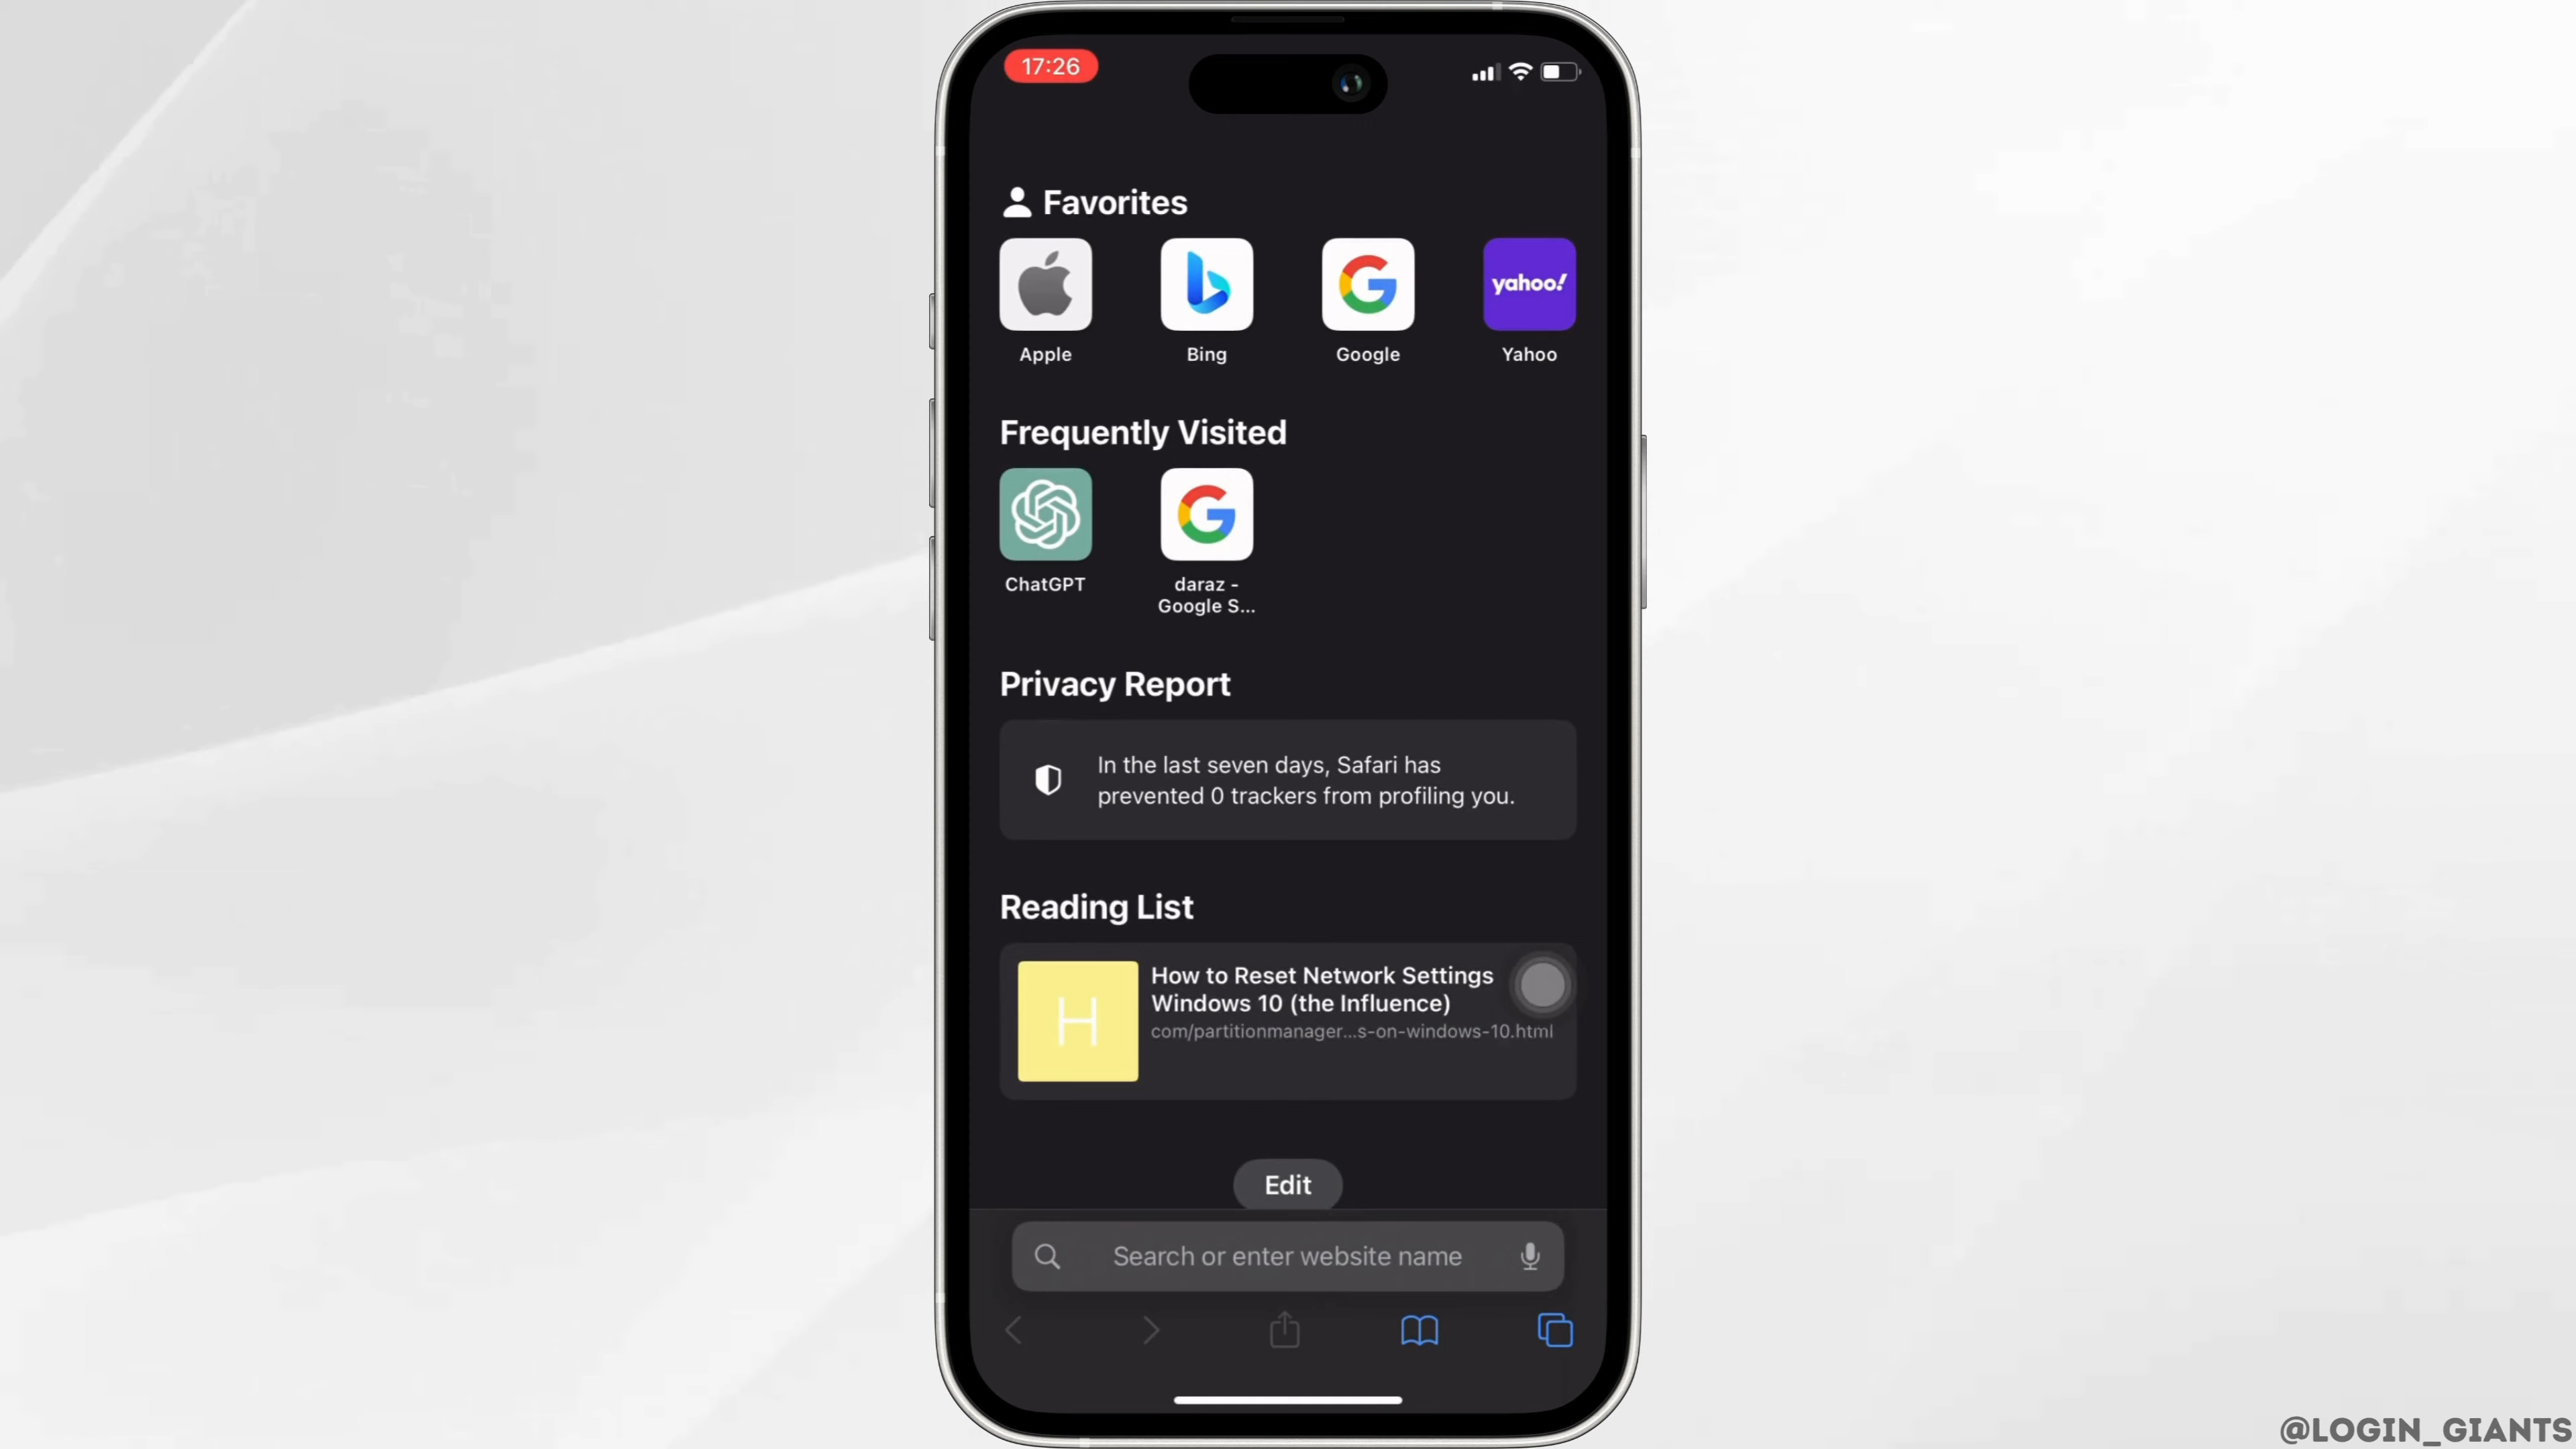 17:26
Favorites
yahoo!
Apple
Bing
Google
Yahoo
Frequently Visited
ChatGPT
daraz -
Google S...
Privacy Report
In the last seven days, Safari has
prevented 0 trackers from profiling you.
Reading List
H
How to Reset Network Settings
Windows 10 (the Influence)
com/partitionmanager...s-on-windows-10.html
Edit
Search or enter website name
@LOGIN_GIANTS